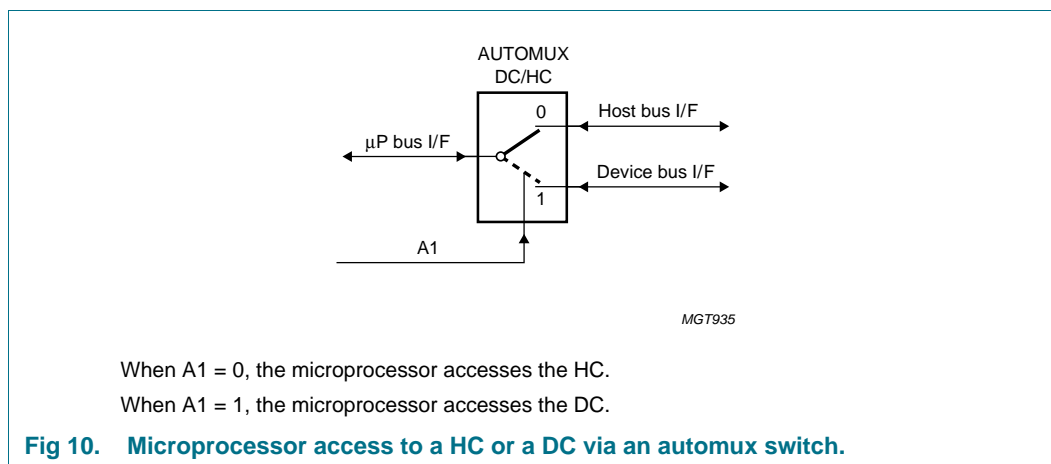 AUTOMUX
DC/HC
0
Host bus I/F
μP bus I/F
Device bus I/F
1
A1
MGT935
When A1 = 0, the microprocessor accesses the HC.
When A1 = 1, the microprocessor accesses the DC.
Fig 10. Microprocessor access to a HC or a DC via an automux switch.